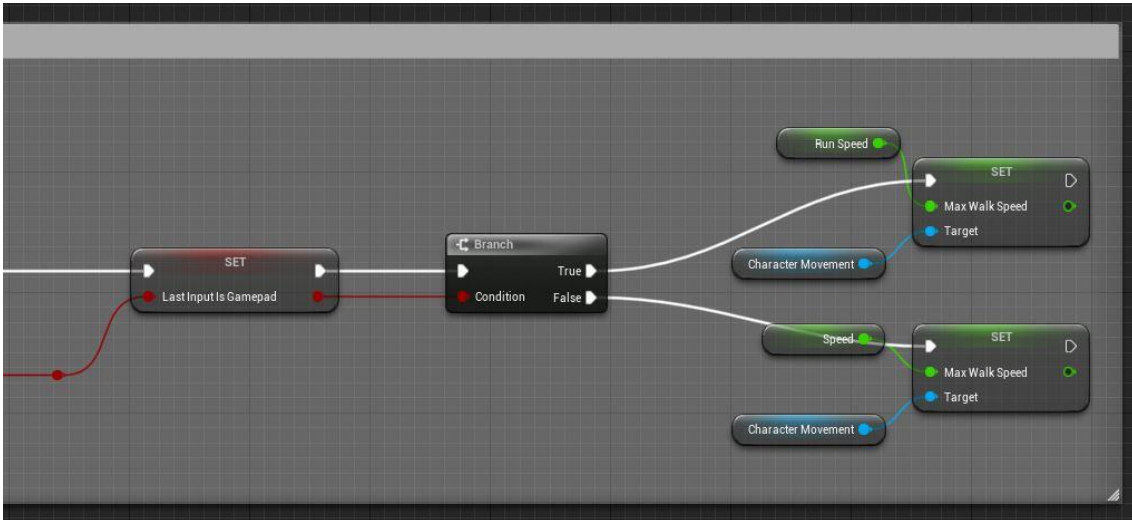 Run Speed
SET
Max Walk Speed
Target
Character Movement
SET
Last Input Is Gamepad
Branch
True
Condition
False
Speed
SET
Max Walk Speed
Target
Character Movement